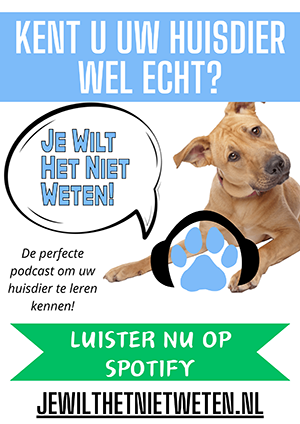 KENT U UW HUISDIER
WEL ECHT?
JE WILT
HET NIET
WETEN!
De perfecte
podcast om uw
huisdier te leren
kennen!
LUISTER NU OP
SPOTIFY
JEWILTHETNIETWETEN.NL